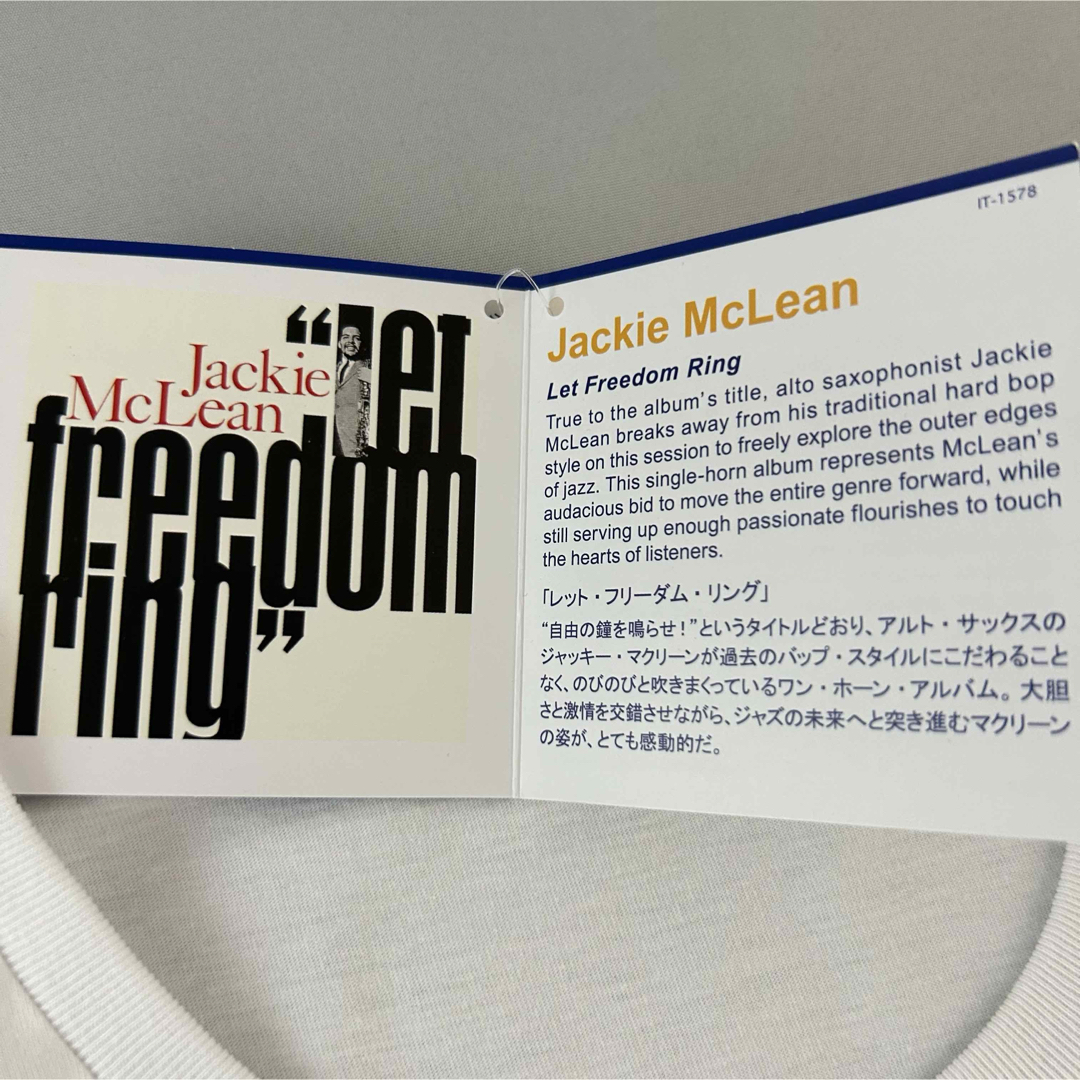 “Let
Jackie
McLean
freedom
ring”
IT-1578
Jackie McLean
Let Freedom Ring
True to the album's title, alto saxophonist Jackie
McLean breaks away from his traditional hard bop
style on this session to freely explore the outer edges
of jazz. This single-horn album represents McLean's
audacious bid to move the entire genre forward, while
still serving up enough passionate flourishes to touch
the hearts of listeners.
「レット・フリーダム・リング」
“自由の鐘を鳴らせ！”というタイトルどおり、アルト・サックスの
ジャッキー・マクリーンが過去のバップ・スタイルにこだわること
なく、のびのびと吹きまくっているワン・ホーン・アルバム。大胆
さと激情を交錯させながら、ジャズの未来へと突き進むマクリーン
の姿が、とても感動的だ。